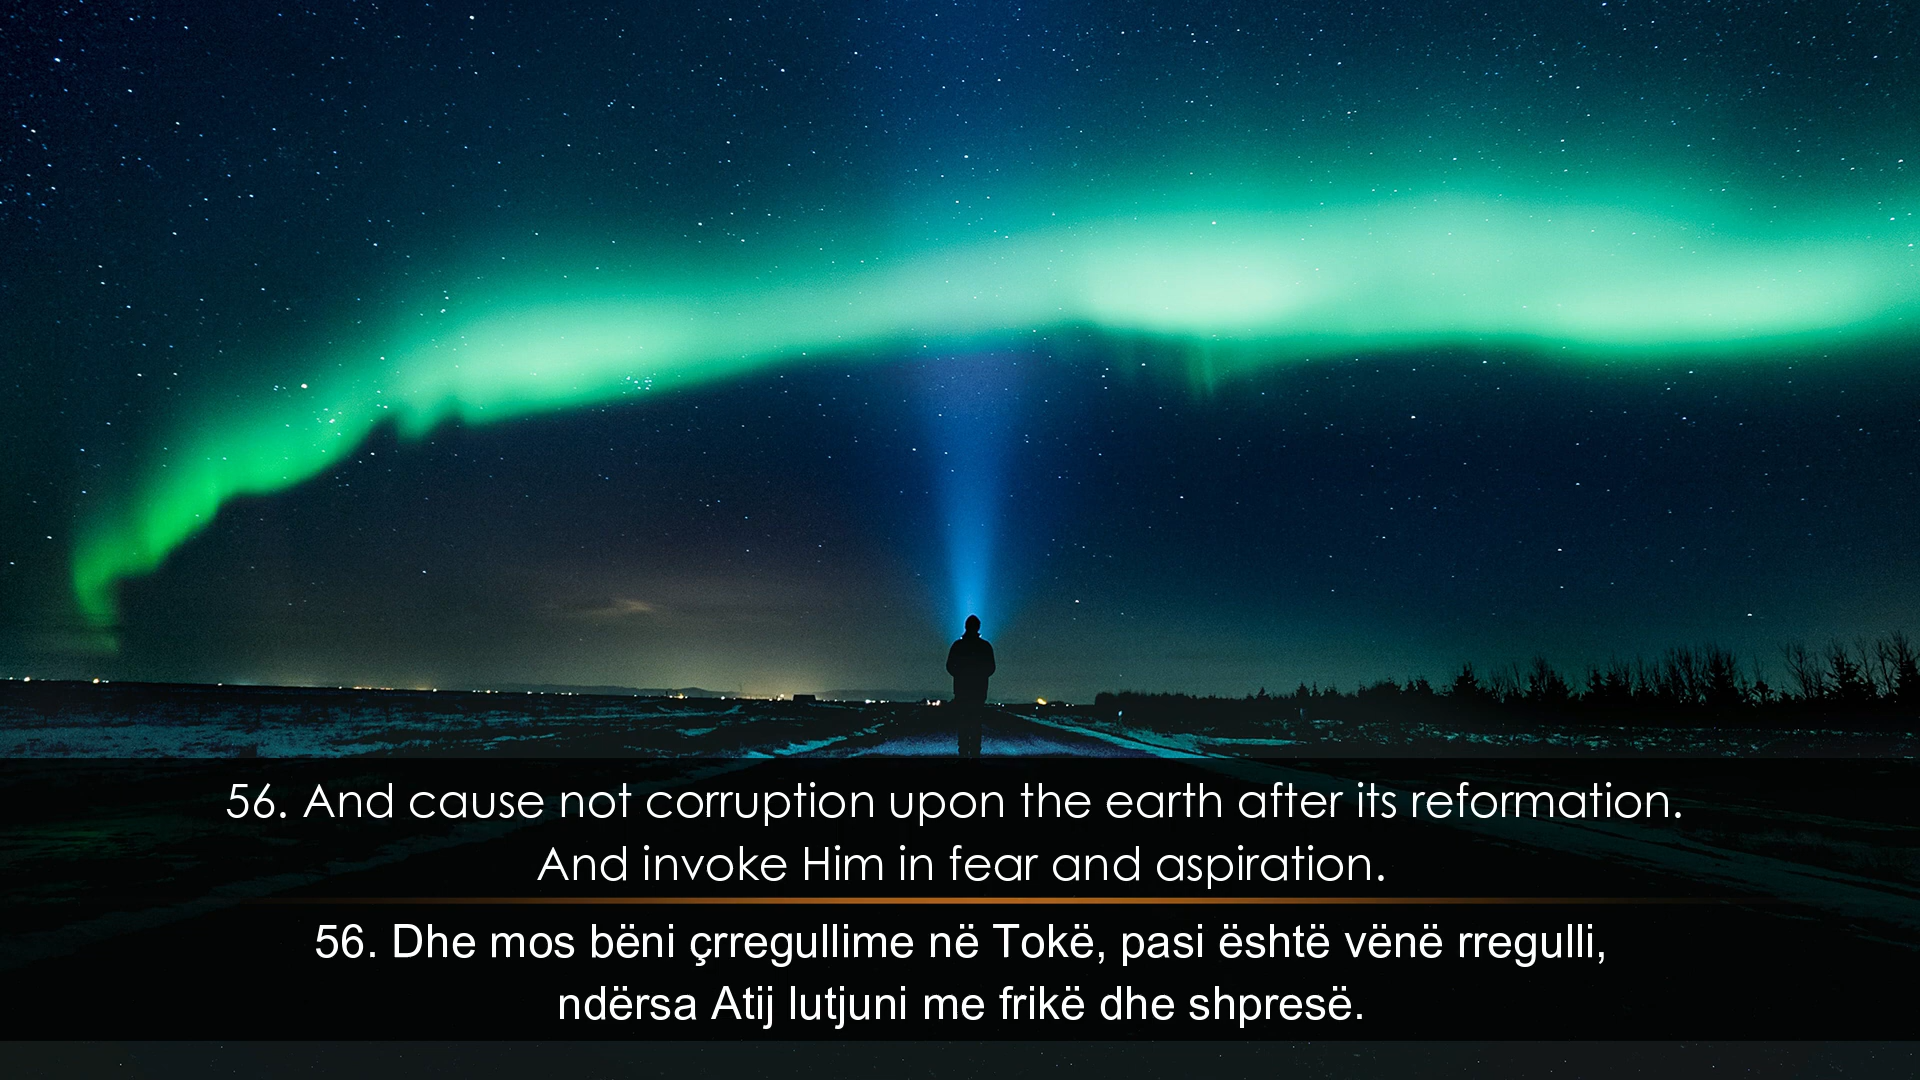 56. And cause not corruption upon the earth after its reformation.
And invoke Him in fear and aspiration.
56. Dhe mos bëni çrregullime në Tokë, pasi është vënë rregulli,
ndërsa Atij lutjuni me frikë dhe shpresë.